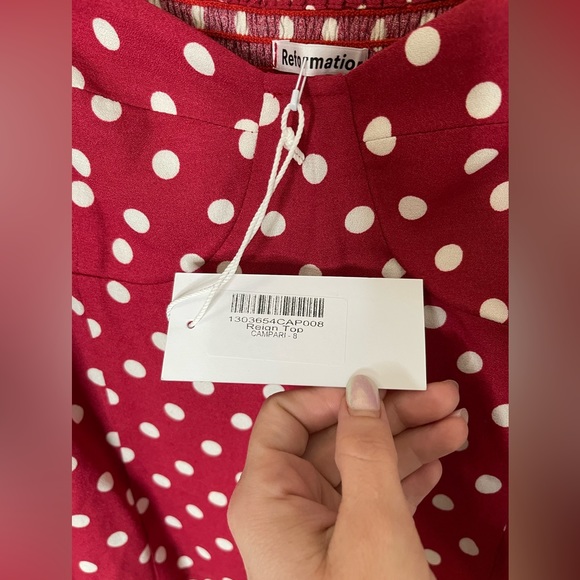 Reformation
1303654CAP008
Reign Top
CAMPARI - 8